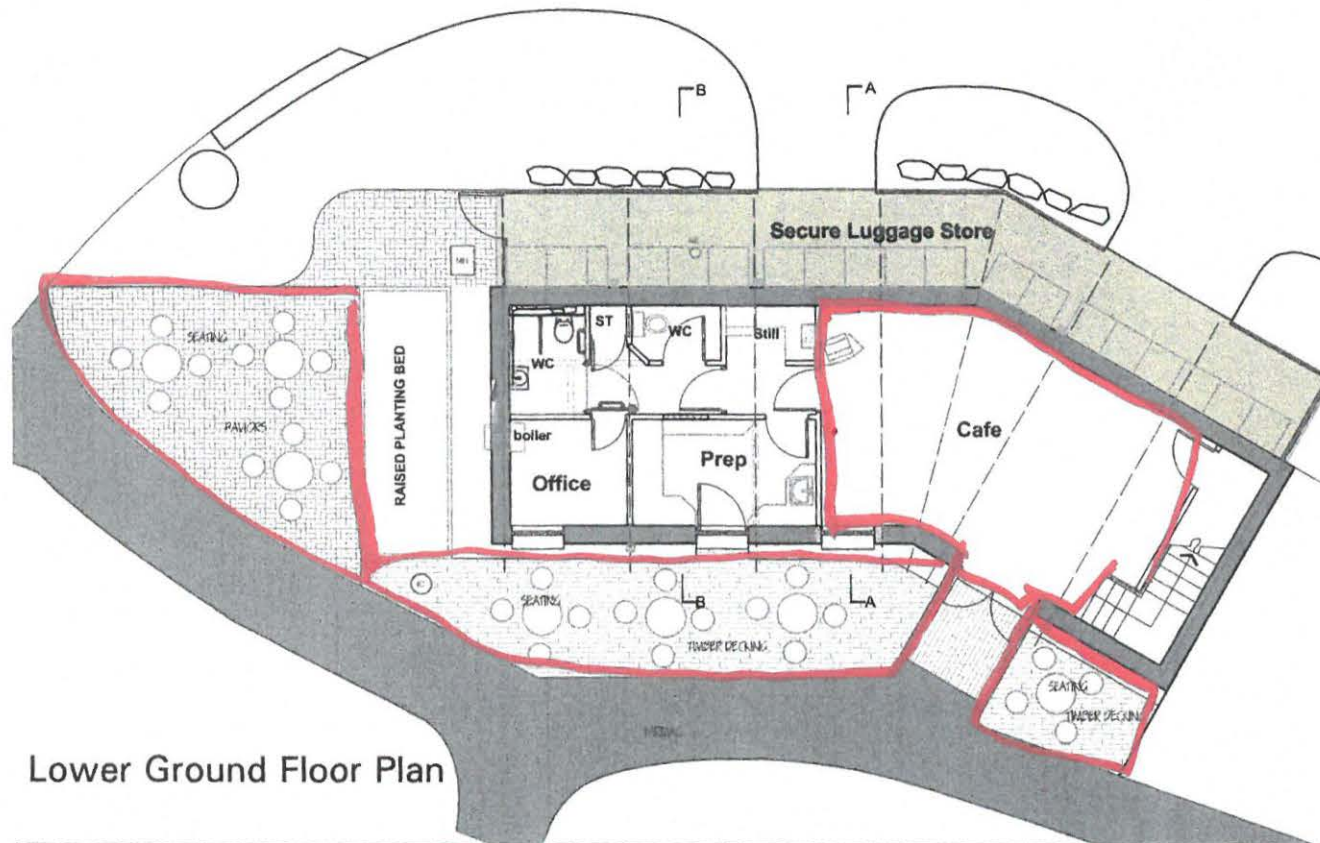 B
A
Secure Luggage Store
MH
SEATING
PAVIORS
RAISED PLANTING BED
WC
ST
WC
Still
boiler
Office
Prep
Cafe
SEATING
TIMBER DECKING
B
A
SEATING
TIMBER DECKING
Lower Ground Floor Plan